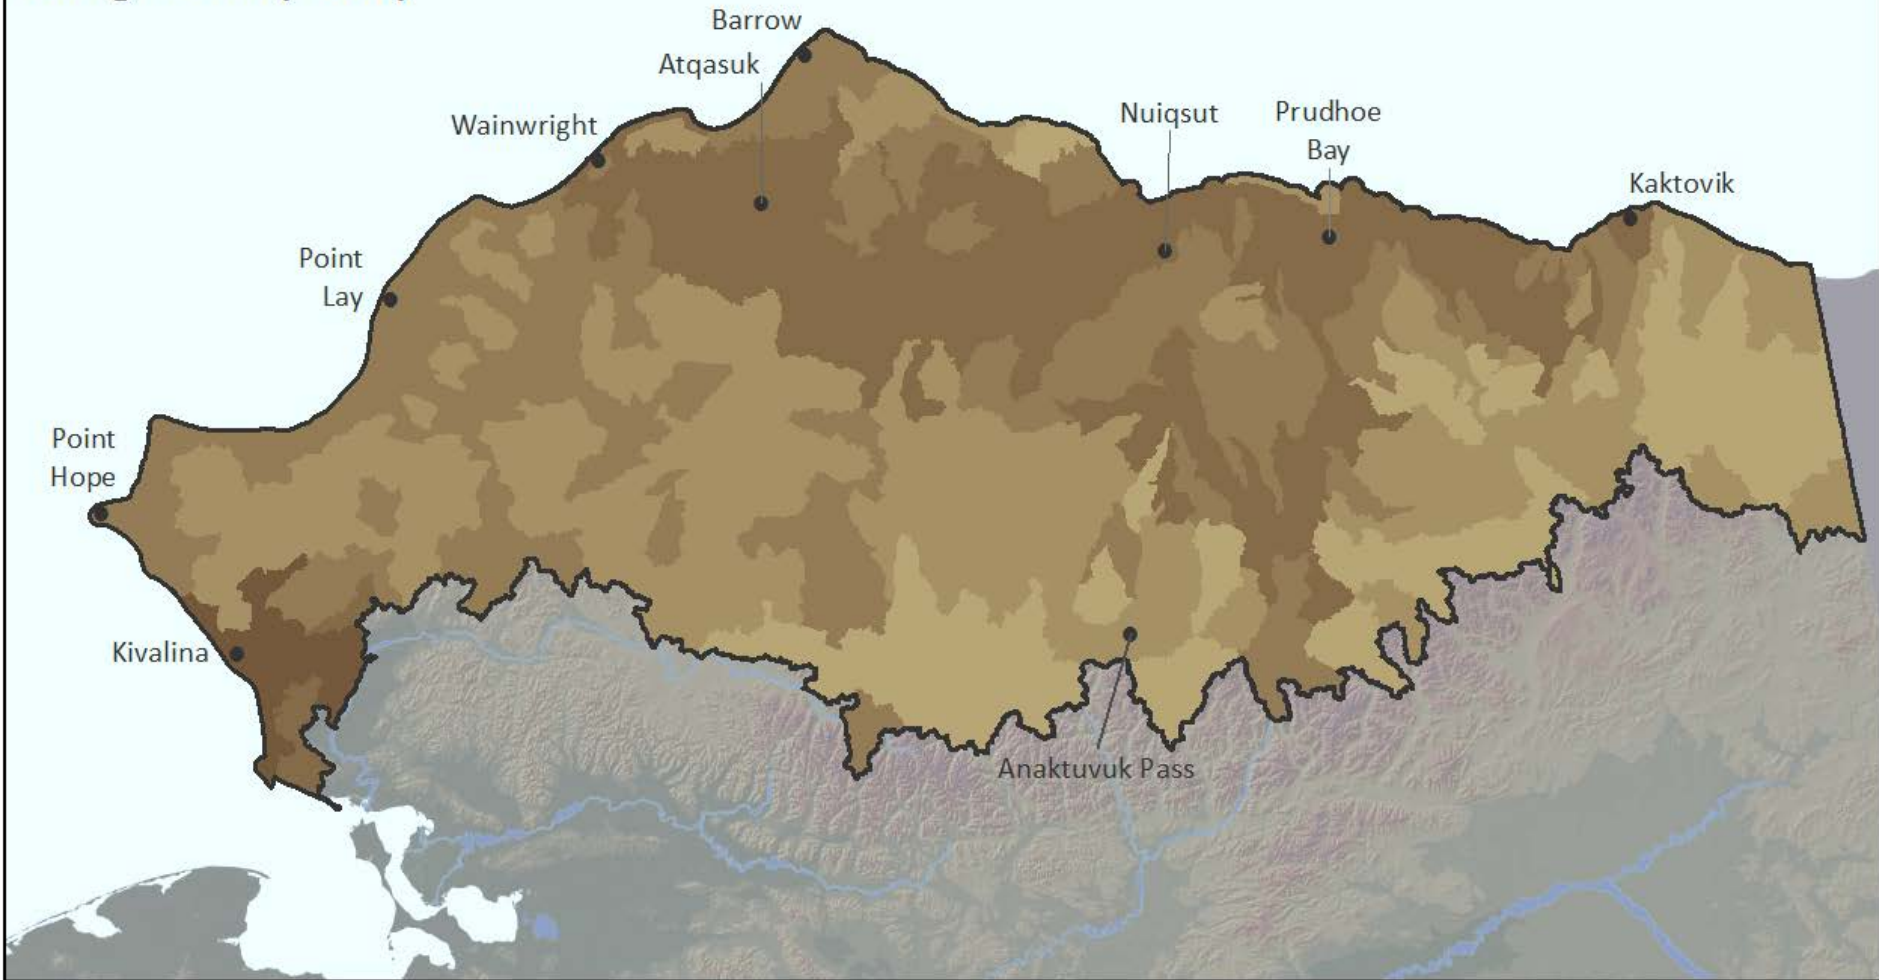 Barrow
Atqasuk
Wainwright
Nuiqsut
Prudhoe
Bay
Kaktovik
Point
Lay
Point
Hope
Kivalina
Anaktuvuk Pass